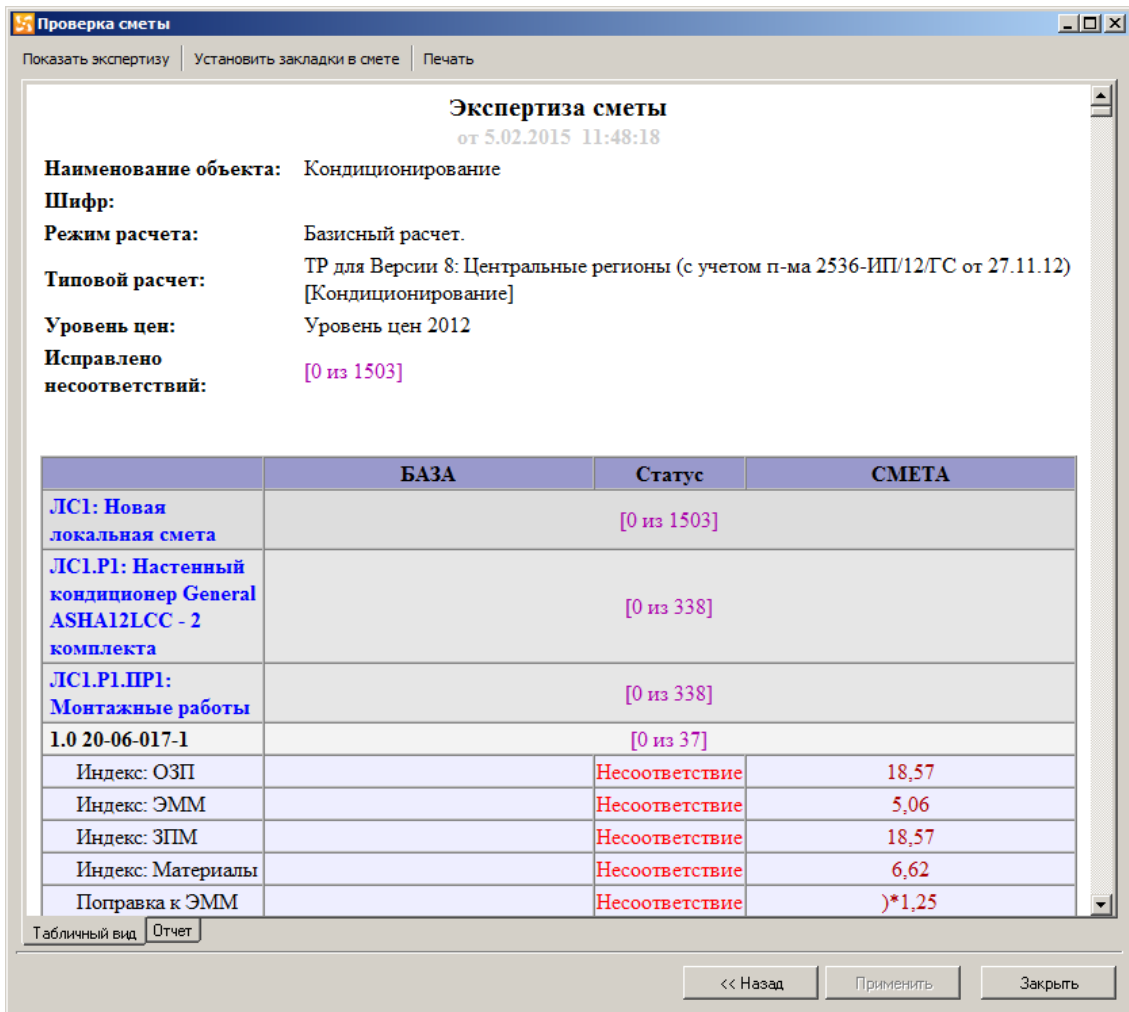 Проверка сметы
Показать экспертизу Установить закладки в смете Печать
Экспертиза сметы
от 5.02.2015 11:48:18
Наименование объекта: Кондиционирование
Шифр:
Режим расчета: Базисный расчет.
Типовой расчет: ТР для Версии 8: Центральные регионы (с учетом п-ма 2536-ИП/12/ГС от 27.11.12)
[Кондиционирование]
Уровень цен: Уровень цен 2012
Исправлено
несоответствий: [0 из 1503]
БАЗА Статус СМЕТА
ЛС1: Новая
локальная смета [0 из 1503]
ЛС1.Р1: Настенный
кондиционер General
ASHA12LCC - 2
комплекта [0 из 338]
ЛС1.Р1.ПР1:
Монтажные работы [0 из 338]
1.0 20-06-017-1 [0 из 37]
Индекс: ОЗП Несоответствие 18,57
Индекс: ЭММ Несоответствие 5,06
Индекс: ЗПМ Несоответствие 18,57
Индекс: Материалы Несоответствие 6,62
Поправка к ЭММ Несоответствие )*1,25
Табличный вид Отчет
<< Назад Применить Закрыть